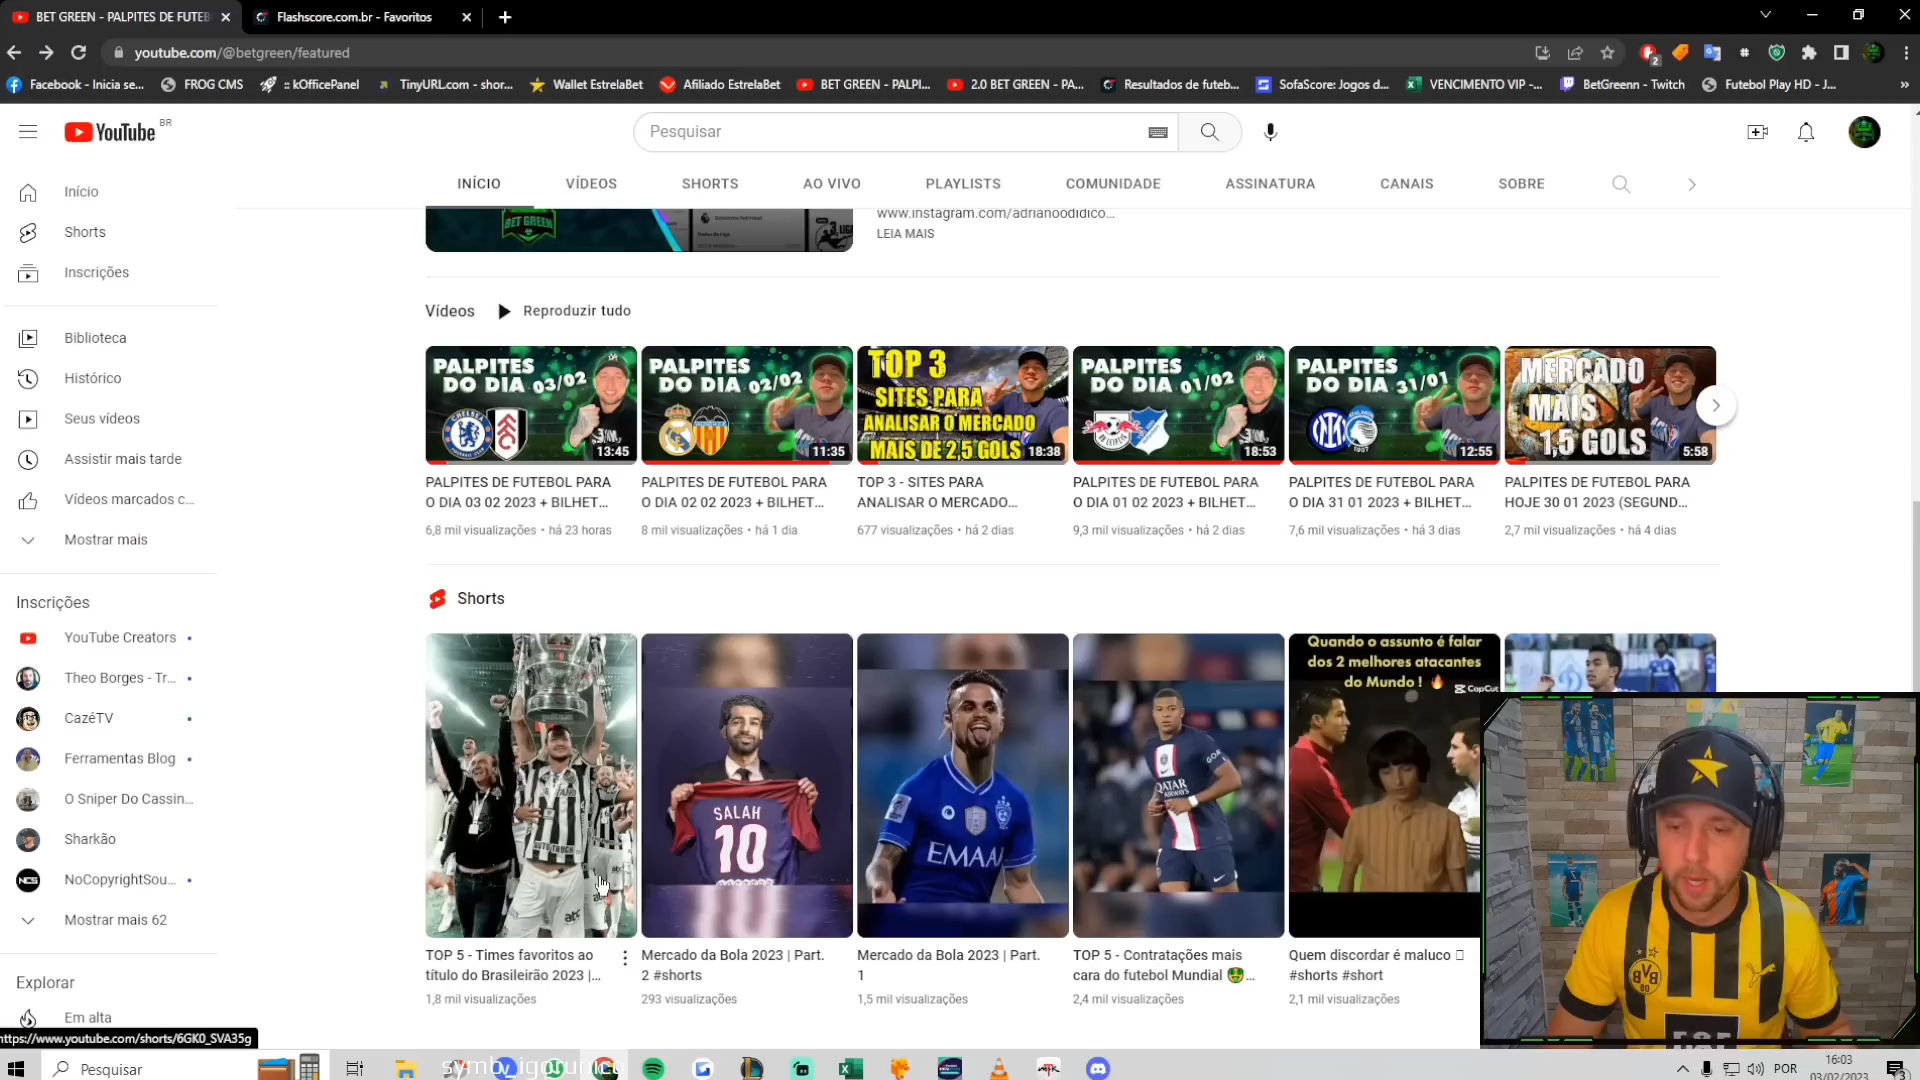 BET GREEN - PALPITES DE FUTEB
Flashscore.com.br - Favoritos
youtube.com/@betgreen/featured
2
Facebook - Inicia se...
FROG CMS
:: kOfficePanel
TinyURL.com - shor...
Wallet EstrelaBet
Afiliado EstrelaBet
BET GREEN - PALPI...
2.0 BET GREEN - PA...
Resultados de futeb...
SofaScore: Jogos d...
VENCIMENTO VIP -...
BetGreenn - Twitch
Futebol Play HD - J...
YouTube BR
Pesquisar
INÍCIO
VÍDEOS
SHORTS
AO VIVO
PLAYLISTS
COMUNIDADE
ASSINATURA
CANAIS
SOBRE
Início
Shorts
Inscrições
Biblioteca
Histórico
Seus vídeos
Assistir mais tarde
Vídeos marcados c...
Mostrar mais
Inscrições
YouTube Creators
Theo Borges - Tr...
CazéTV
Ferramentas Blog
O Sniper Do Cassin...
Sharkão
NoCopyrightSou...
Mostrar mais 62
Explorar
Em alta
BET GREEN
www.instagram.com/adrianoodidico...
LEIA MAIS
Vídeos
Reproduzir tudo
PALPITES
DO DIA 03/02
13:45
PALPITES
DO DIA 02/02
11:35
TOP 3
SITES PARA
ANALISAR O MERCADO
MAIS DE 2,5 GOLS
18:38
PALPITES
DO DIA 01/02
18:53
PALPITES
DO DIA 31/01
12:55
MERCADO
MAIS
1,5 GOLS
5:58
PALPITES DE FUTEBOL PARA
O DIA 03 02 2023 + BILHET...
6,8 mil visualizações • há 23 horas
PALPITES DE FUTEBOL PARA
O DIA 02 02 2023 + BILHET...
8 mil visualizações • há 1 dia
TOP 3 - SITES PARA
ANALISAR O MERCADO...
677 visualizações • há 2 dias
PALPITES DE FUTEBOL PARA
O DIA 01 02 2023 + BILHET...
9,3 mil visualizações • há 2 dias
PALPITES DE FUTEBOL PARA
O DIA 31 01 2023 + BILHET...
7,6 mil visualizações • há 3 dias
PALPITES DE FUTEBOL PARA
HOJE 30 01 2023 (SEGUND...
2,7 mil visualizações • há 4 dias
Shorts
SALAH
10
EMAA
QATAR
AIRWAYS
Quando o assunto é falar
dos 2 melhores atacantes
do Mundo !
CapCut
TOP 5 - Times favoritos ao
título do Brasileirão 2023 |...
1,8 mil visualizações
Mercado da Bola 2023 | Part.
2 #shorts
293 visualizações
Mercado da Bola 2023 | Part.
1
1,5 mil visualizações
TOP 5 - Contratações mais
cara do futebol Mundial
2,4 mil visualizações
Quem discordar é maluco
#shorts #short
2,1 mil visualizações
BVB
09
https://www.youtube.com/shorts/6GK0_SVA35g
Pesquisar
POR
16:03
03/02/2023
3